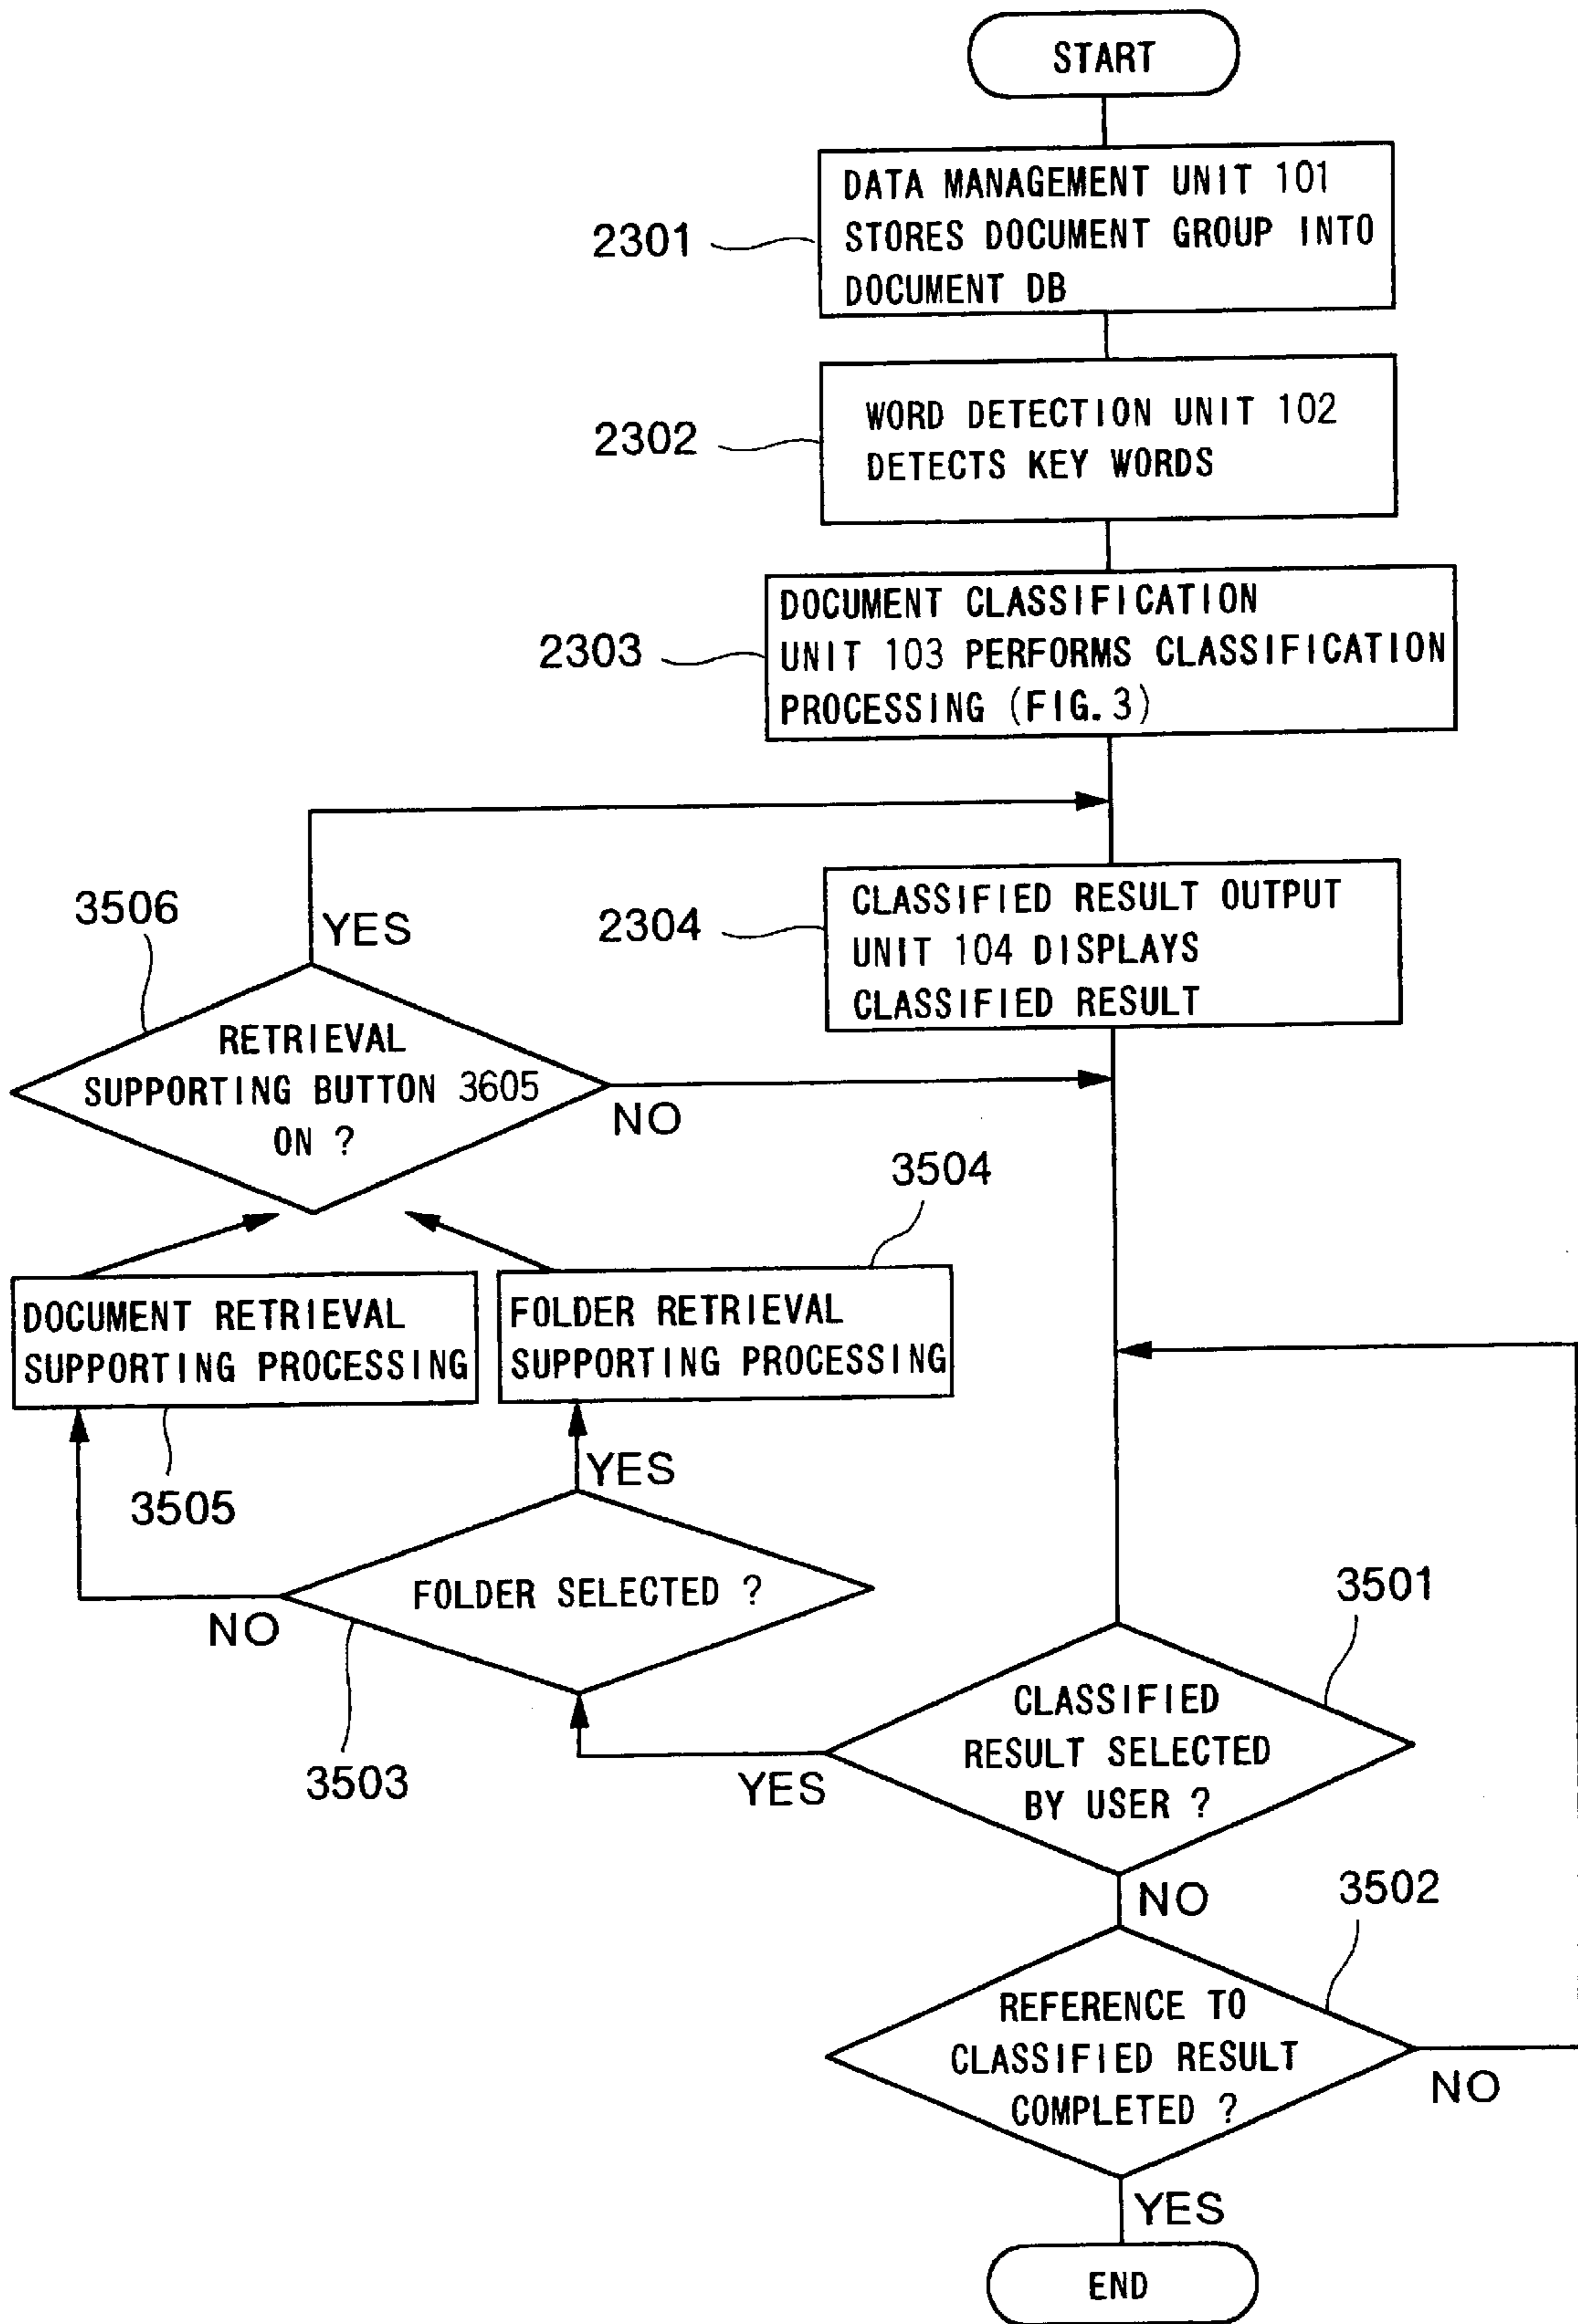 START
DATA MANAGEMENT UNIT 101
STORES DOCUMENT GROUP INTO
DOCUMENT DB
2301
WORD DETECTION UNIT 102
DETECTS KEY WORDS
2302
DOCUMENT CLASSIFICATION
UNIT 103 PERFORMS CLASSIFICATION
PROCESSING (FIG.3)
2303
CLASSIFIED RESULT OUTPUT
UNIT 104 DISPLAYS
CLASSIFIED RESULT
2304
3506
YES
RETRIEVAL
SUPPORTING BUTTON 3605
ON ?
NO
3504
DOCUMENT RETRIEVAL
SUPPORTING PROCESSING
FOLDER RETRIEVAL
SUPPORTING PROCESSING
3505
YES
FOLDER SELECTED ?
NO
3503
3501
CLASSIFIED
RESULT SELECTED
BY USER ?
YES
NO
3502
REFERENCE TO
CLASSIFIED RESULT
COMPLETED ?
NO
YES
END